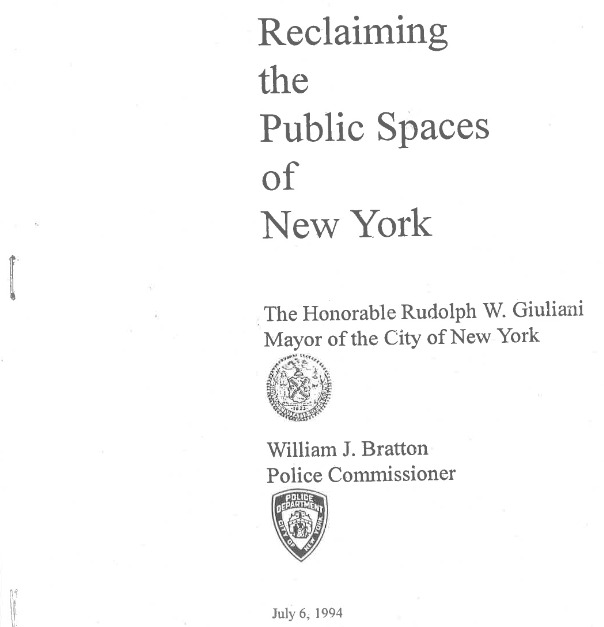 Reclaiming
the
Public Spaces
of
New York
The Honorable Rudolph W. Giuliani
Mayor of the City of New York
1625
William J. Bratton
Police Commissioner
POLICE
DEPARTMENT
CITY OF NEW YORK
July 6, 1994